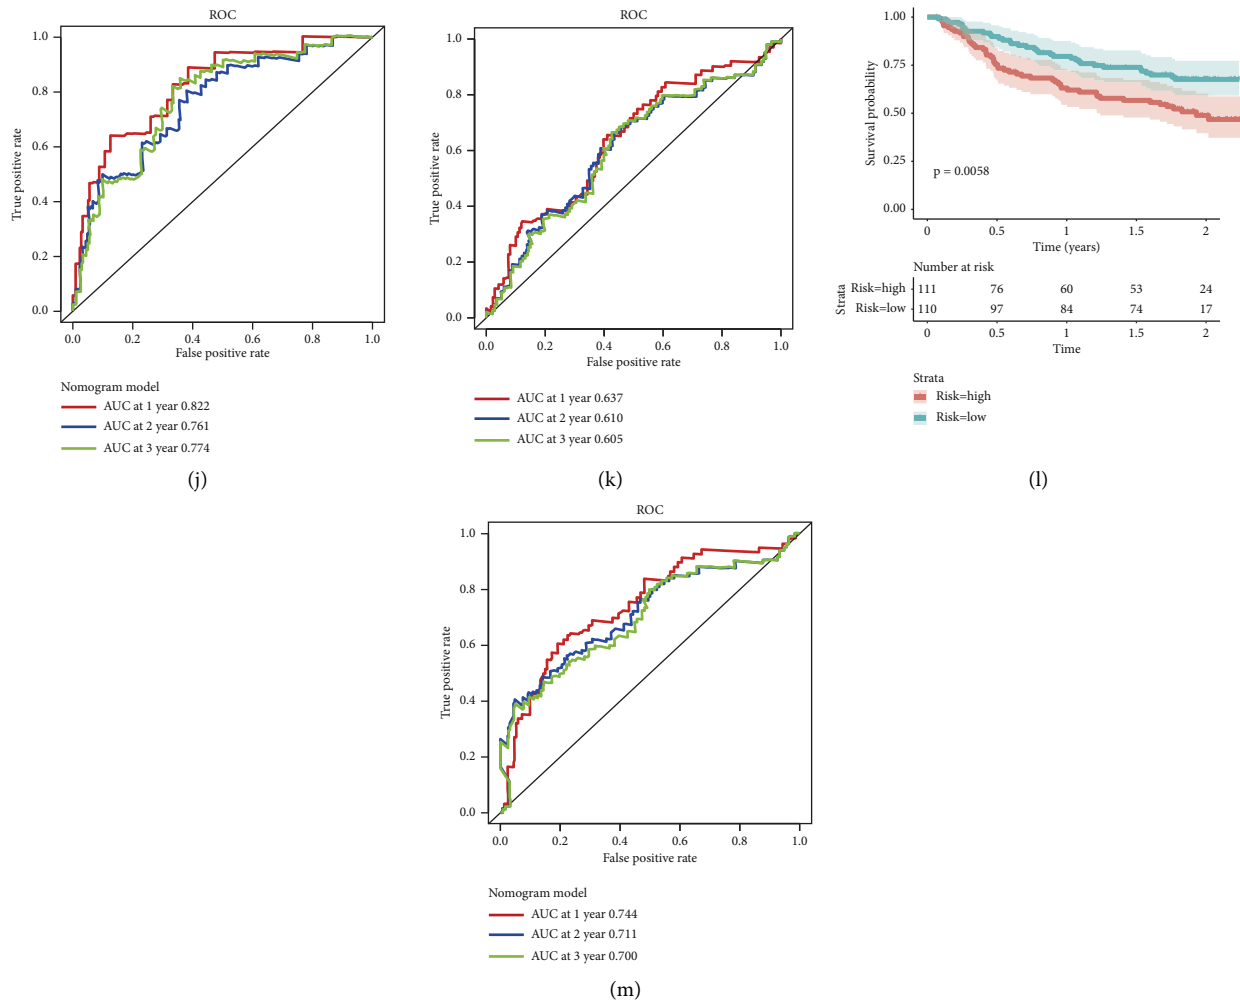 ROC
1.0
0.8
0.6
0.4
0.2
0.0
True positive rate
0.0 0.2 0.4 0.6 0.8 1.0
False positive rate
Nomogram model
AUC at 1 year 0.822
AUC at 2 year 0.761
AUC at 3 year 0.774
(j)
ROC
1.0
0.8
0.6
0.4
0.2
0.0
True positive rate
0.0 0.2 0.4 0.6 0.8 1.0
False positive rate
AUC at 1 year 0.637
AUC at 2 year 0.610
AUC at 3 year 0.605
(k)
1.00
0.75
0.50
0.25
0.00
Survival probability
p = 0.0058
0 0.5 1 1.5 2
Time (years)
Number at risk
Strata
Risk=high 111 76 60 53 24
Risk=low 110 97 84 74 17
0 0.5 1 1.5 2
Time
Strata
Risk=high
Risk=low
(l)
ROC
1.0
0.8
0.6
0.4
0.2
0.0
True positive rate
0.0 0.2 0.4 0.6 0.8 1.0
False positive rate
Nomogram model
AUC at 1 year 0.744
AUC at 2 year 0.711
AUC at 3 year 0.700
(m)